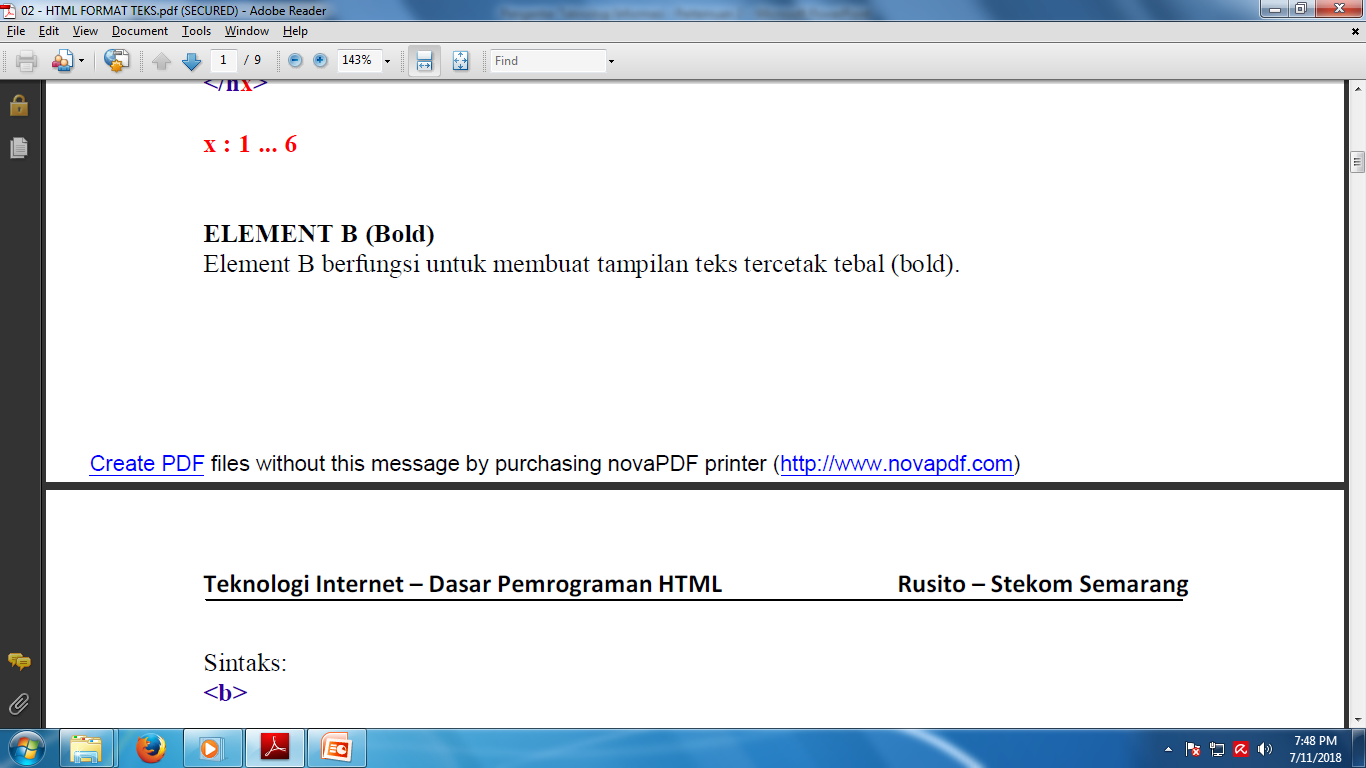 02 - HTML FORMAT TEKS.pdf (SECURED) - Adobe Reader
File Edit View Document Tools Window Help
1 / 9 143% Find
</hx>
x : 1 ... 6
ELEMENT B (Bold)
Element B berfungsi untuk membuat tampilan teks tercetak tebal (bold).
Create PDF files without this message by purchasing novaPDF printer (http://www.novapdf.com)
Teknologi Internet – Dasar Pemrograman HTML Rusito – Stekom Semarang
Sintaks:
<b>
7:48 PM
7/11/2018